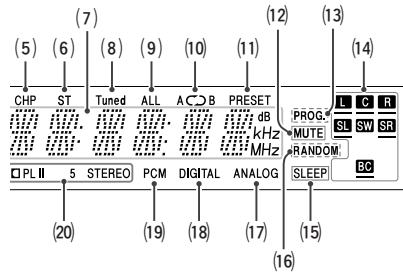 (5) (6) (7) (8) (9) (10) (11) (12) (13) (14)
CHP ST Tuned ALL A B PRESET
dB
kHz
MHz
PROG.
MUTE
RANDOM
SLEEP
L C R
SL SW SR
BC
PL II 5 STEREO PCM DIGITAL ANALOG
(20) (19) (18) (17) (16) (15)